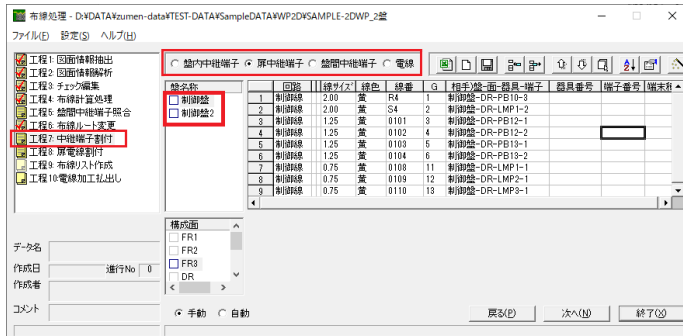 布線処理 - D:¥DATA¥zumen-data¥TEST-DATA¥SampleDATA¥WP2D¥SAMPLE-2DWP_2盤
ファイル(F) 設定(S) ヘルプ(H)
工程1: 図面情報抽出
工程2: 図面情報解析
工程3: チェック編集
工程4: 布線計算処理
工程5: 盤間中継端子照合
工程6: 布線ルート変更
工程7: 中継端子割付
工程8: 扉電線割付
工程9: 布線リスト作成
工程10:電線加工払出し
盤内中継端子 扉中継端子 盤間中継端子 電線
盤名称
制御盤
制御盤2
回路 線サイズ 線色 線番 G 相手)盤-面-器具-端子 器具番号 端子番号 端末種
1 制御線 2.00 黄 R4 1 制御盤-DR-PB10-3
2 制御線 2.00 黄 S4 2 制御盤-DR-LMP1-2
3 制御線 1.25 黄 0101 3 制御盤-DR-PB12-1
4 制御線 1.25 黄 0102 4 制御盤-DR-PB12-2
5 制御線 1.25 黄 0103 5 制御盤-DR-PB13-1
6 制御線 1.25 黄 0104 6 制御盤-DR-PB13-2
7 制御線 0.75 黄 0108 11 制御盤-DR-LMP1-1
8 制御線 0.75 黄 0109 12 制御盤-DR-LMP2-1
9 制御線 0.75 黄 0110 13 制御盤-DR-LMP3-1
構成面
FR1
FR2
FR3
DR
データ名
作成日 進行No 0
作成者
コメント
手動 自動
戻る(P) 次へ(N) 終了(X)